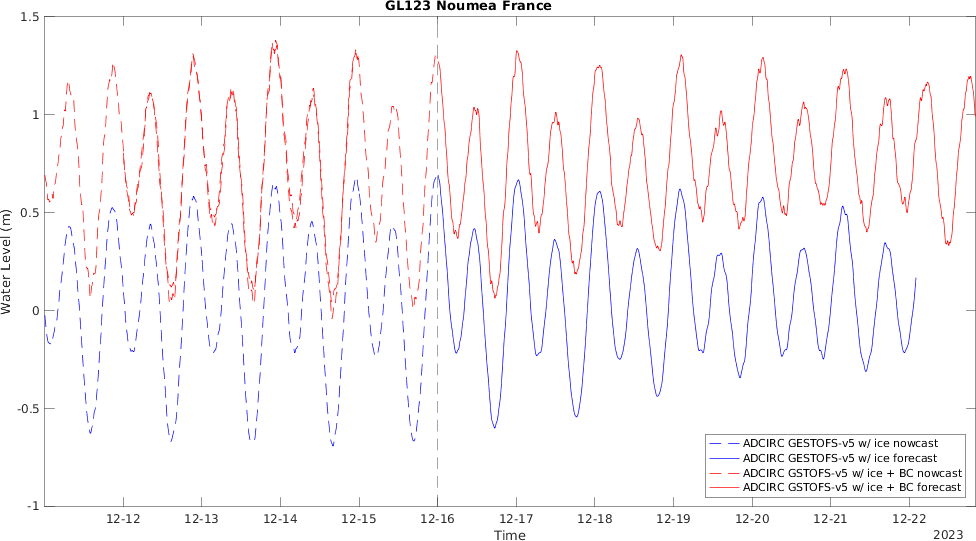 GL123 Noumea France
1.5
1
0.5
0
-0.5
-1
Water Level (m)
12-12 12-13 12-14 12-15 12-16 12-17 12-18 12-19 12-20 12-21 12-22
Time
2023
ADCIRC GESTOFS-v5 w/ ice nowcast
ADCIRC GESTOFS-v5 w/ ice forecast
ADCIRC GSTOFS-v5 w/ ice + BC nowcast
ADCIRC GSTOFS-v5 w/ ice + BC forecast